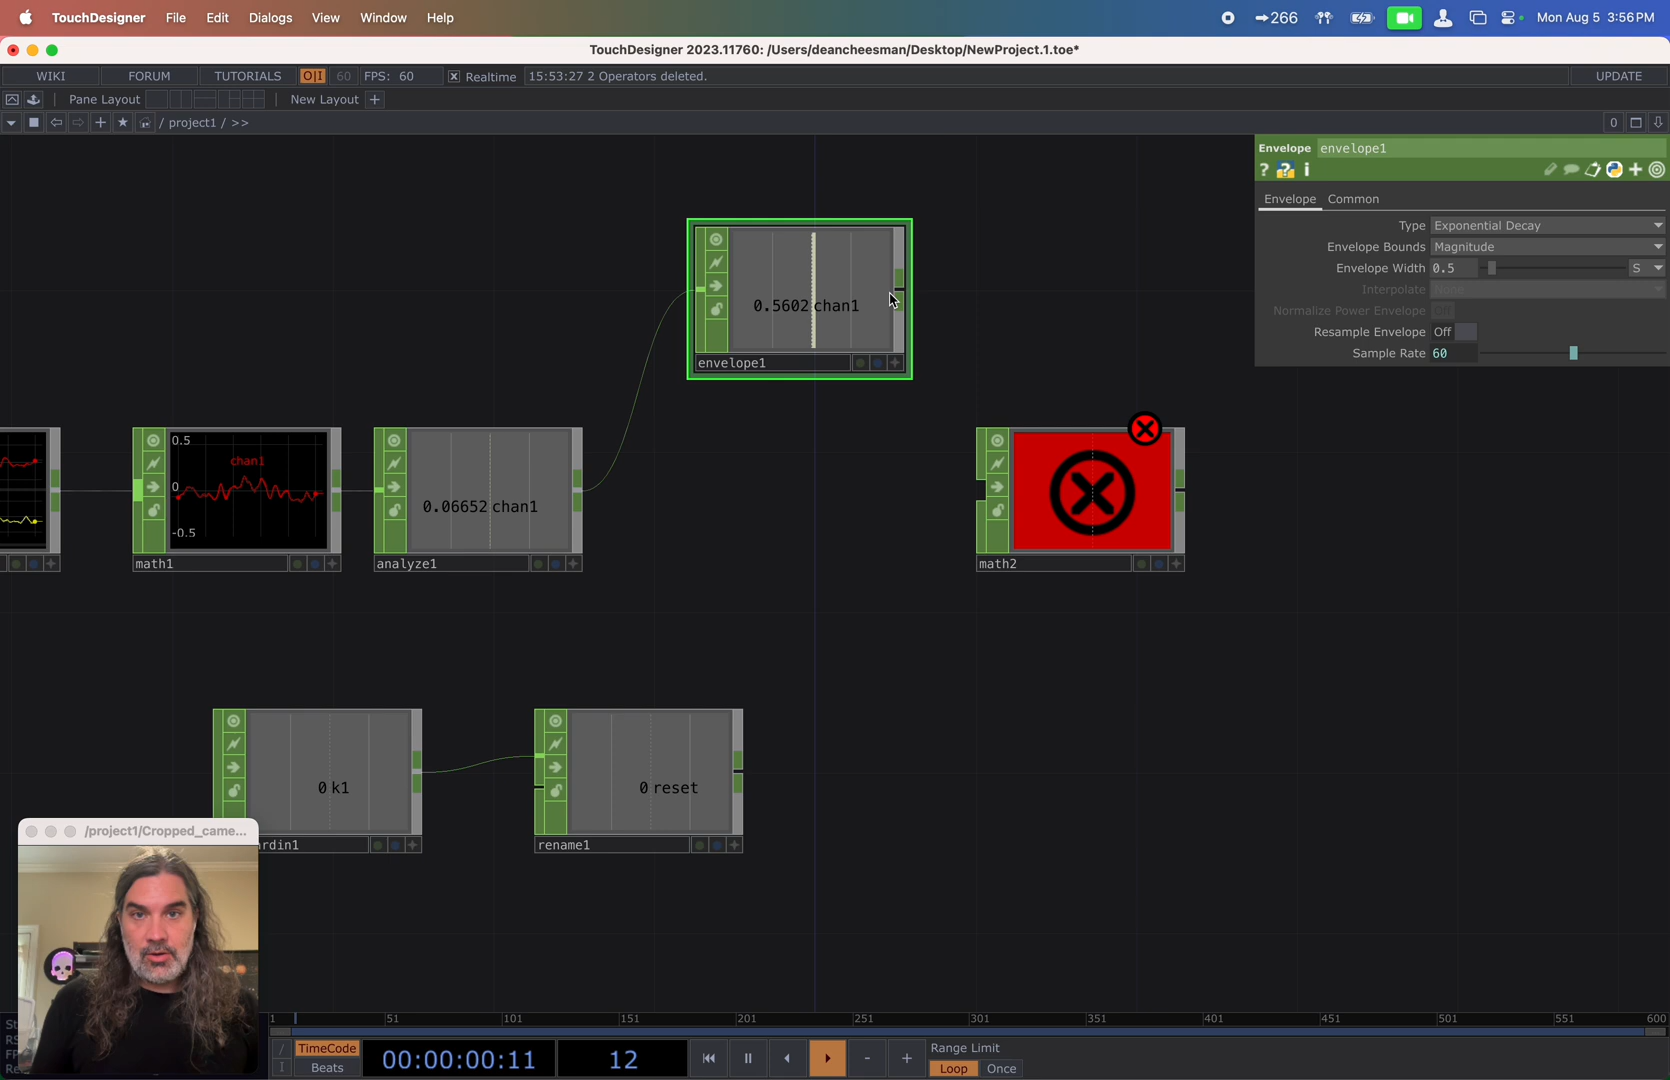 TouchDesigner File Edit Dialogs View Window Help
266 Mon Aug 5 3:56 PM
TouchDesigner 2023.11760: /Users/deancheesman/Desktop/NewProject.1.toe*
WIKI FORUM TUTORIALS O|I 60 FPS: 60 Realtime 15:53:27 2 Operators deleted. UPDATE
Pane Layout New Layout +
/ project1 / >> 0
Envelope envelope1
? ? i
Envelope Common
Type Exponential Decay
Envelope Bounds Magnitude
Envelope Width 0.5 S
Interpolate None
Normalize Power Envelope Off
Resample Envelope Off
Sample Rate 60
0.5602 chan1
envelope1
0.5
chan1
0
-0.5
math1
0.06652 chan1
analyze1
math2
0 k1
rdin1
0 reset
rename1
/project1/Cropped_came...
1 51 101 151 201 251 301 351 401 451 501 551 600
TimeCode
Beats
00:00:00:11
12
- +
Range Limit
Loop Once